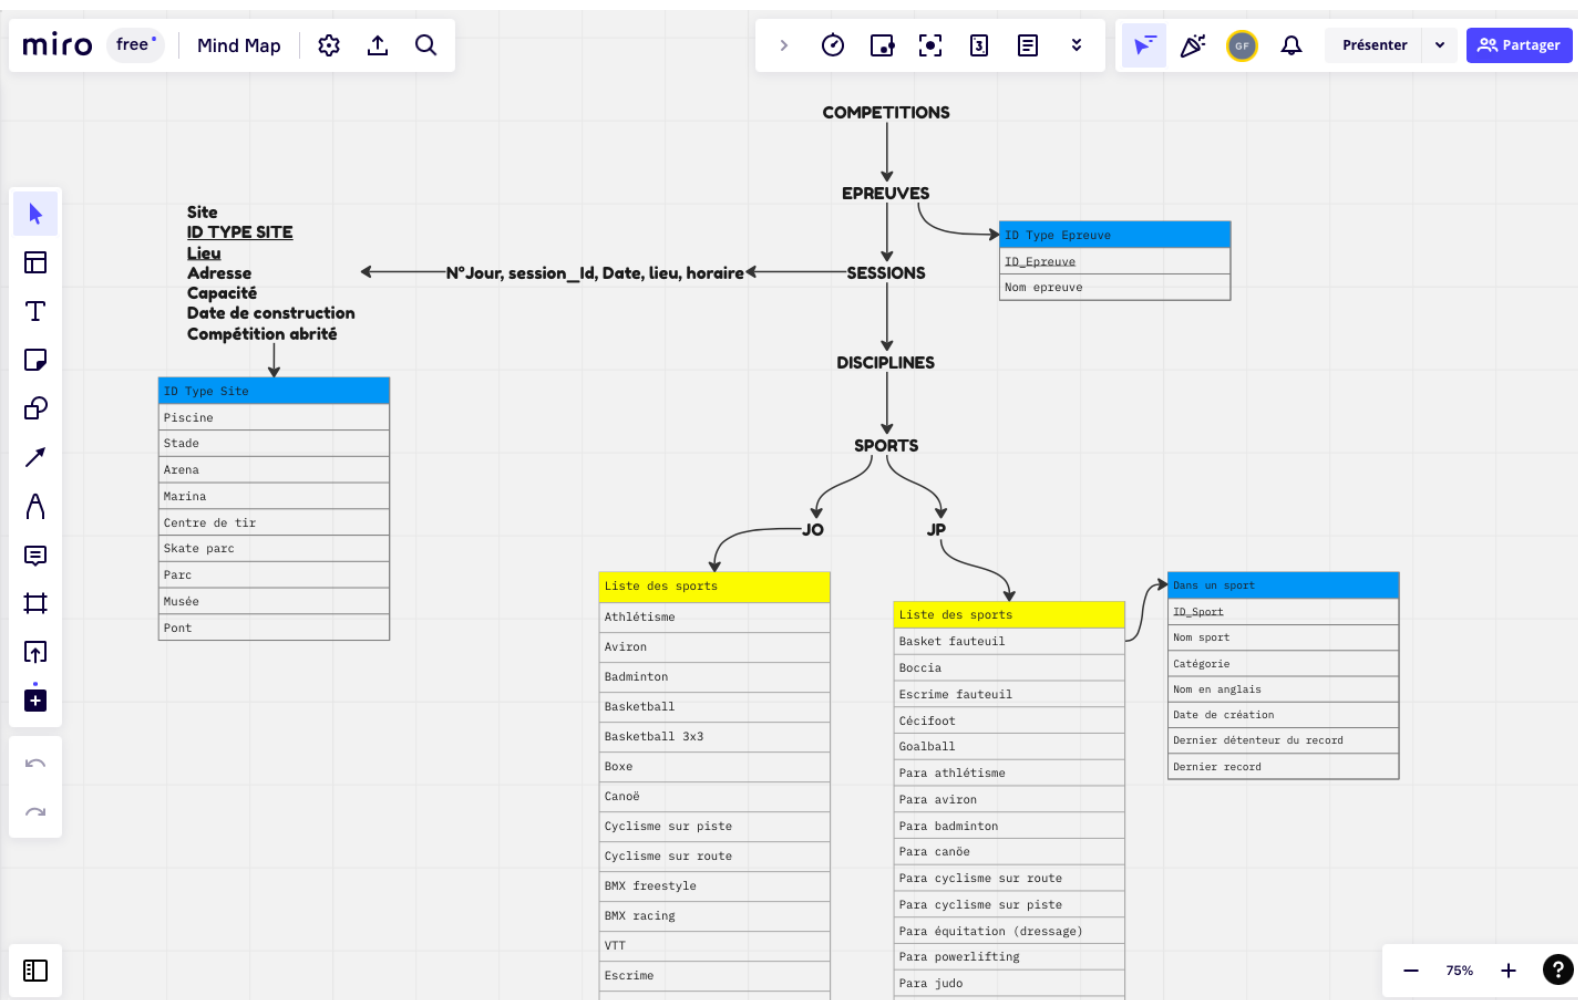 miro
free
Mind Map
3
GF
Présenter
Partager
COMPETITIONS
EPREUVES
ID Type Epreuve
ID_Epreuve
Nom epreuve
Site
ID TYPE SITE
Lieu
Adresse
Capacité
Date de construction
Compétition abrité
N°Jour, session_Id, Date, lieu, horaire
SESSIONS
DISCIPLINES
SPORTS
JO
JP
ID Type Site
Piscine
Stade
Arena
Marina
Centre de tir
Skate parc
Parc
Musée
Pont
Liste des sports
Athlétisme
Aviron
Badminton
Basketball
Basketball 3x3
Boxe
Canoë
Cyclisme sur piste
Cyclisme sur route
BMX freestyle
BMX racing
VTT
Escrime
Liste des sports
Basket fauteuil
Boccia
Escrime fauteuil
Cécifoot
Goalball
Para athlétisme
Para aviron
Para badminton
Para canöe
Para cyclisme sur route
Para cyclisme sur piste
Para équitation (dressage)
Para powerlifting
Para judo
Dans un sport
ID_Sport
Nom sport
Catégorie
Nom en anglais
Date de création
Dernier détenteur du record
Dernier record
75%
?